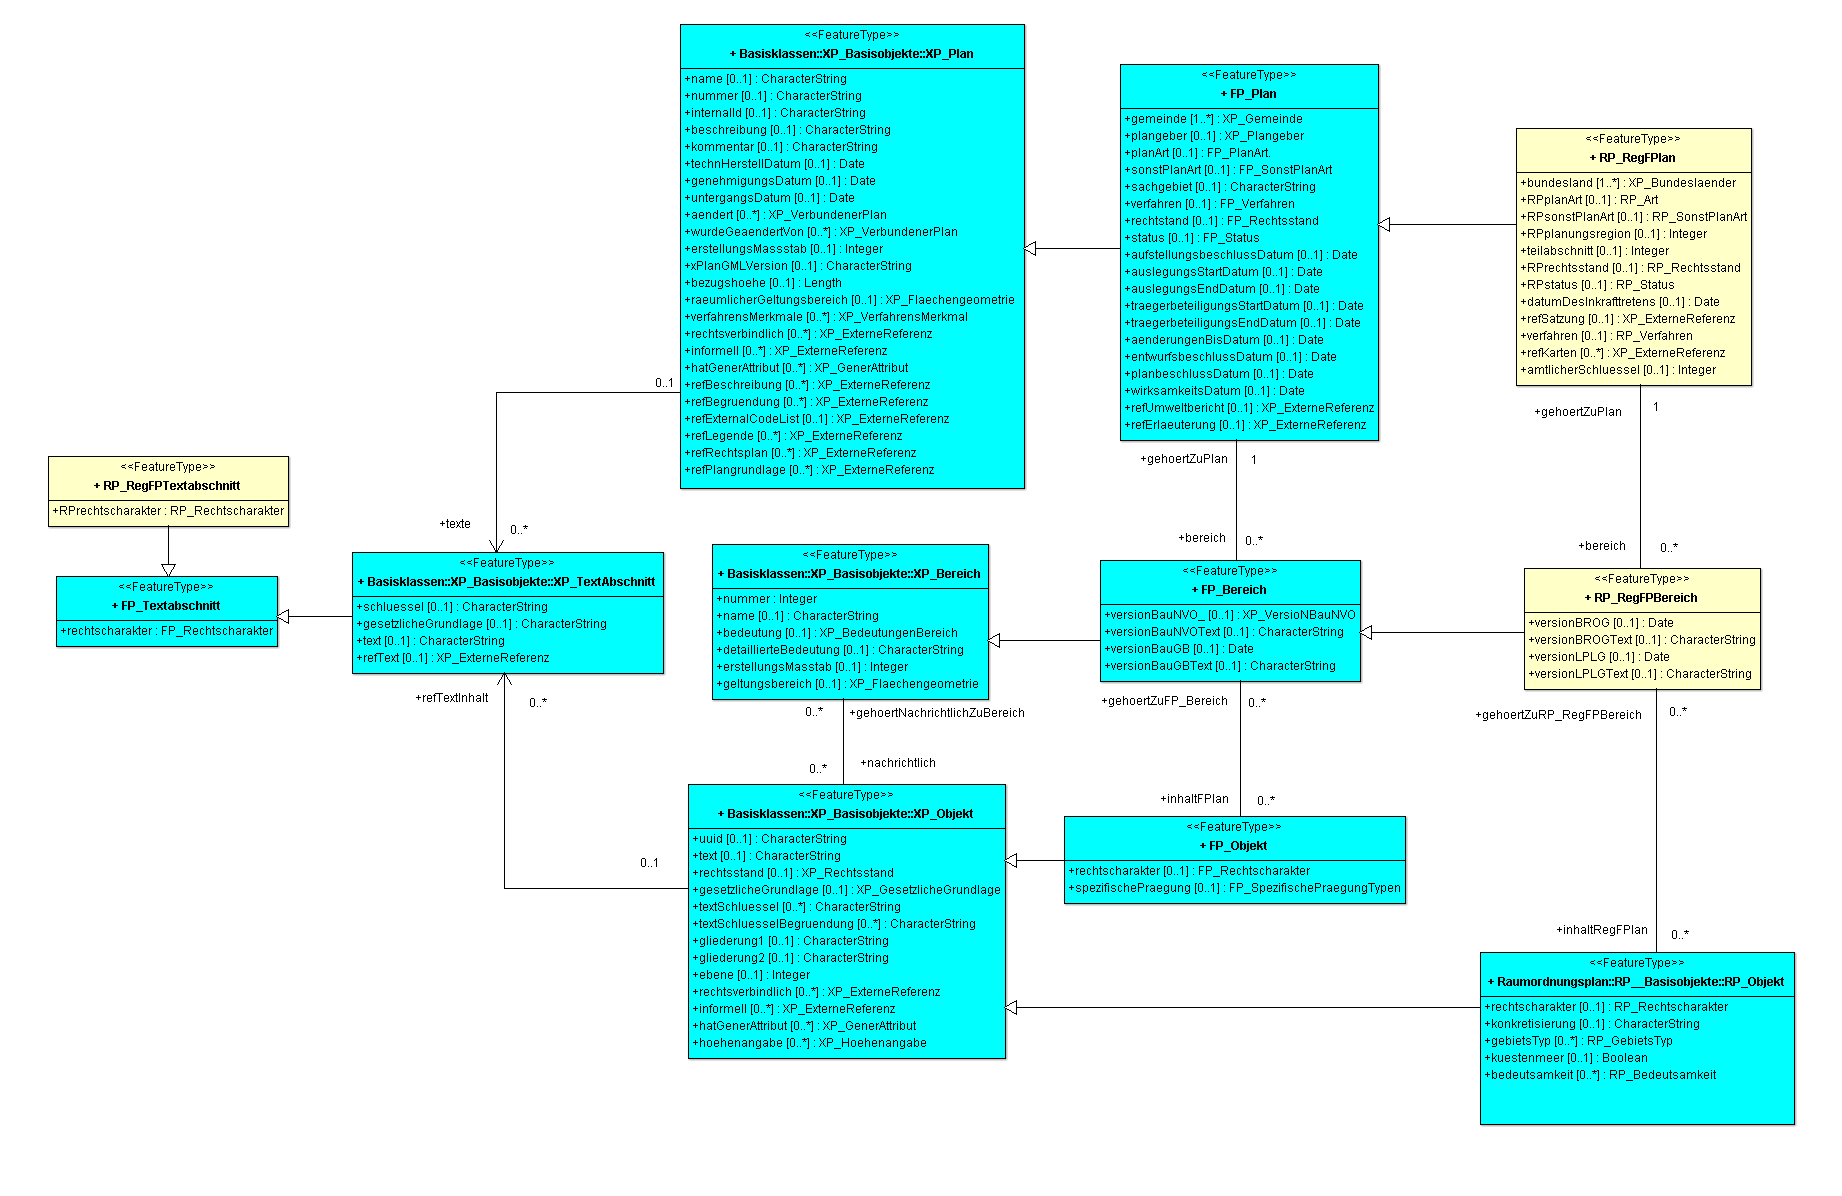 <<FeatureType>>
+ Basisklassen::XP_Basisobjekte::XP_Plan
+name [0..1] : CharacterString
+nummer [0..1] : CharacterString
+internalId [0..1] : CharacterString
+beschreibung [0..1] : CharacterString
+kommentar [0..1] : CharacterString
+technHerstellDatum [0..1] : Date
+genehmigungsDatum [0..1] : Date
+untergangsDatum [0..1] : Date
+aendert [0..*] : XP_VerbundenerPlan
+wurdeGeaendertVon [0..*] : XP_VerbundenerPlan
+erstellungsMassstab [0..1] : Integer
+xPlanGMLVersion [0..1] : CharacterString
+bezugshoehe [0..1] : Length
+raeumlicherGeltungsbereich [0..1] : XP_Flaechengeometrie
+verfahrensMerkmale [0..*] : XP_VerfahrensMerkmal
+rechtsverbindlich [0..*] : XP_ExterneReferenz
+informell [0..*] : XP_ExterneReferenz
+hatGenerAttribut [0..*] : XP_GenerAttribut
+refBeschreibung [0..*] : XP_ExterneReferenz
+refBegruendung [0..*] : XP_ExterneReferenz
+refExternalCodeList [0..1] : XP_ExterneReferenz
+refLegende [0..*] : XP_ExterneReferenz
+refRechtsplan [0..*] : XP_ExterneReferenz
+refPlangrundlage [0..*] : XP_ExterneReferenz
<<FeatureType>>
+ FP_Plan
+gemeinde [1..*] : XP_Gemeinde
+plangeber [0..1] : XP_Plangeber
+planArt [0..1] : FP_PlanArt.
+sonstPlanArt [0..1] : FP_SonstPlanArt
+sachgebiet [0..1] : CharacterString
+verfahren [0..1] : FP_Verfahren
+rechtstand [0..1] : FP_Rechtsstand
+status [0..1] : FP_Status
+aufstellungsbeschlussDatum [0..1] : Date
+auslegungsStartDatum [0..1] : Date
+auslegungsEndDatum [0..1] : Date
+traegerbeteiligungsStartDatum [0..1] : Date
+traegerbeteiligungsEndDatum [0..1] : Date
+aenderungenBisDatum [0..1] : Date
+entwurfsbeschlussDatum [0..1] : Date
+planbeschlussDatum [0..1] : Date
+wirksamkeitsDatum [0..1] : Date
+refUmweltbericht [0..1] : XP_ExterneReferenz
+refErlaeuterung [0..1] : XP_ExterneReferenz
<<FeatureType>>
+ RP_RegFPlan
+bundesland [1..*] : XP_Bundeslaender
+RPplanArt [0..1] : RP_Art
+RPsonstPlanArt [0..1] : RP_SonstPlanArt
+RPplanungsregion [0..1] : Integer
+teilabschnitt [0..1] : Integer
+RPrechtsstand [0..1] : RP_Rechtsstand
+RPstatus [0..1] : RP_Status
+datumDesInkrafttretens [0..1] : Date
+refSatzung [0..1] : XP_ExterneReferenz
+verfahren [0..1] : RP_Verfahren
+refKarten [0..*] : XP_ExterneReferenz
+amtlicherSchluessel [0..1] : Integer
0..1
+gehoertZuPlan
1
+gehoertZuPlan
1
<<FeatureType>>
+ RP_RegFPTextabschnitt
+RPrechtscharakter : RP_Rechtscharakter
+texte
0..*
+bereich
0..*
+bereich
0..*
<<FeatureType>>
+ FP_Textabschnitt
+rechtscharakter : FP_Rechtscharakter
<<FeatureType>>
+ Basisklassen::XP_Basisobjekte::XP_TextAbschnitt
+schluessel [0..1] : CharacterString
+gesetzlicheGrundlage [0..1] : CharacterString
+text [0..1] : CharacterString
+refText [0..1] : XP_ExterneReferenz
<<FeatureType>>
+ Basisklassen::XP_Basisobjekte::XP_Bereich
+nummer : Integer
+name [0..1] : CharacterString
+bedeutung [0..1] : XP_BedeutungenBereich
+detaillierteBedeutung [0..1] : CharacterString
+erstellungsMasstab [0..1] : Integer
+geltungsbereich [0..1] : XP_Flaechengeometrie
<<FeatureType>>
+ FP_Bereich
+versionBauNVO_ [0..1] : XP_VersioNBauNVO
+versionBauNVOText [0..1] : CharacterString
+versionBauGB [0..1] : Date
+versionBauGBText [0..1] : CharacterString
<<FeatureType>>
+ RP_RegFPBereich
+versionBROG [0..1] : Date
+versionBROGText [0..1] : CharacterString
+versionLPLG [0..1] : Date
+versionLPLGText [0..1] : CharacterString
+refTextInhalt
0..*
0..*
+gehoertNachrichtlichZuBereich
+gehoertZuFP_Bereich
0..*
+gehoertZuRP_RegFPBereich
0..*
0..*
+nachrichtlich
+inhaltFPlan
0..*
0..1
<<FeatureType>>
+ Basisklassen::XP_Basisobjekte::XP_Objekt
+uuid [0..1] : CharacterString
+text [0..1] : CharacterString
+rechtsstand [0..1] : XP_Rechtsstand
+gesetzlicheGrundlage [0..1] : XP_GesetzlicheGrundlage
+textSchluessel [0..*] : CharacterString
+textSchluesselBegruendung [0..*] : CharacterString
+gliederung1 [0..1] : CharacterString
+gliederung2 [0..1] : CharacterString
+ebene [0..1] : Integer
+rechtsverbindlich [0..*] : XP_ExterneReferenz
+informell [0..*] : XP_ExterneReferenz
+hatGenerAttribut [0..*] : XP_GenerAttribut
+hoehenangabe [0..*] : XP_Hoehenangabe
<<FeatureType>>
+ FP_Objekt
+rechtscharakter [0..1] : FP_Rechtscharakter
+spezifischePraegung [0..1] : FP_SpezifischePraegungTypen
+inhaltRegFPlan
0..*
<<FeatureType>>
+ Raumordnungsplan::RP__Basisobjekte::RP_Objekt
+rechtscharakter [0..1] : RP_Rechtscharakter
+konkretisierung [0..1] : CharacterString
+gebietsTyp [0..*] : RP_GebietsTyp
+kuestenmeer [0..1] : Boolean
+bedeutsamkeit [0..*] : RP_Bedeutsamkeit